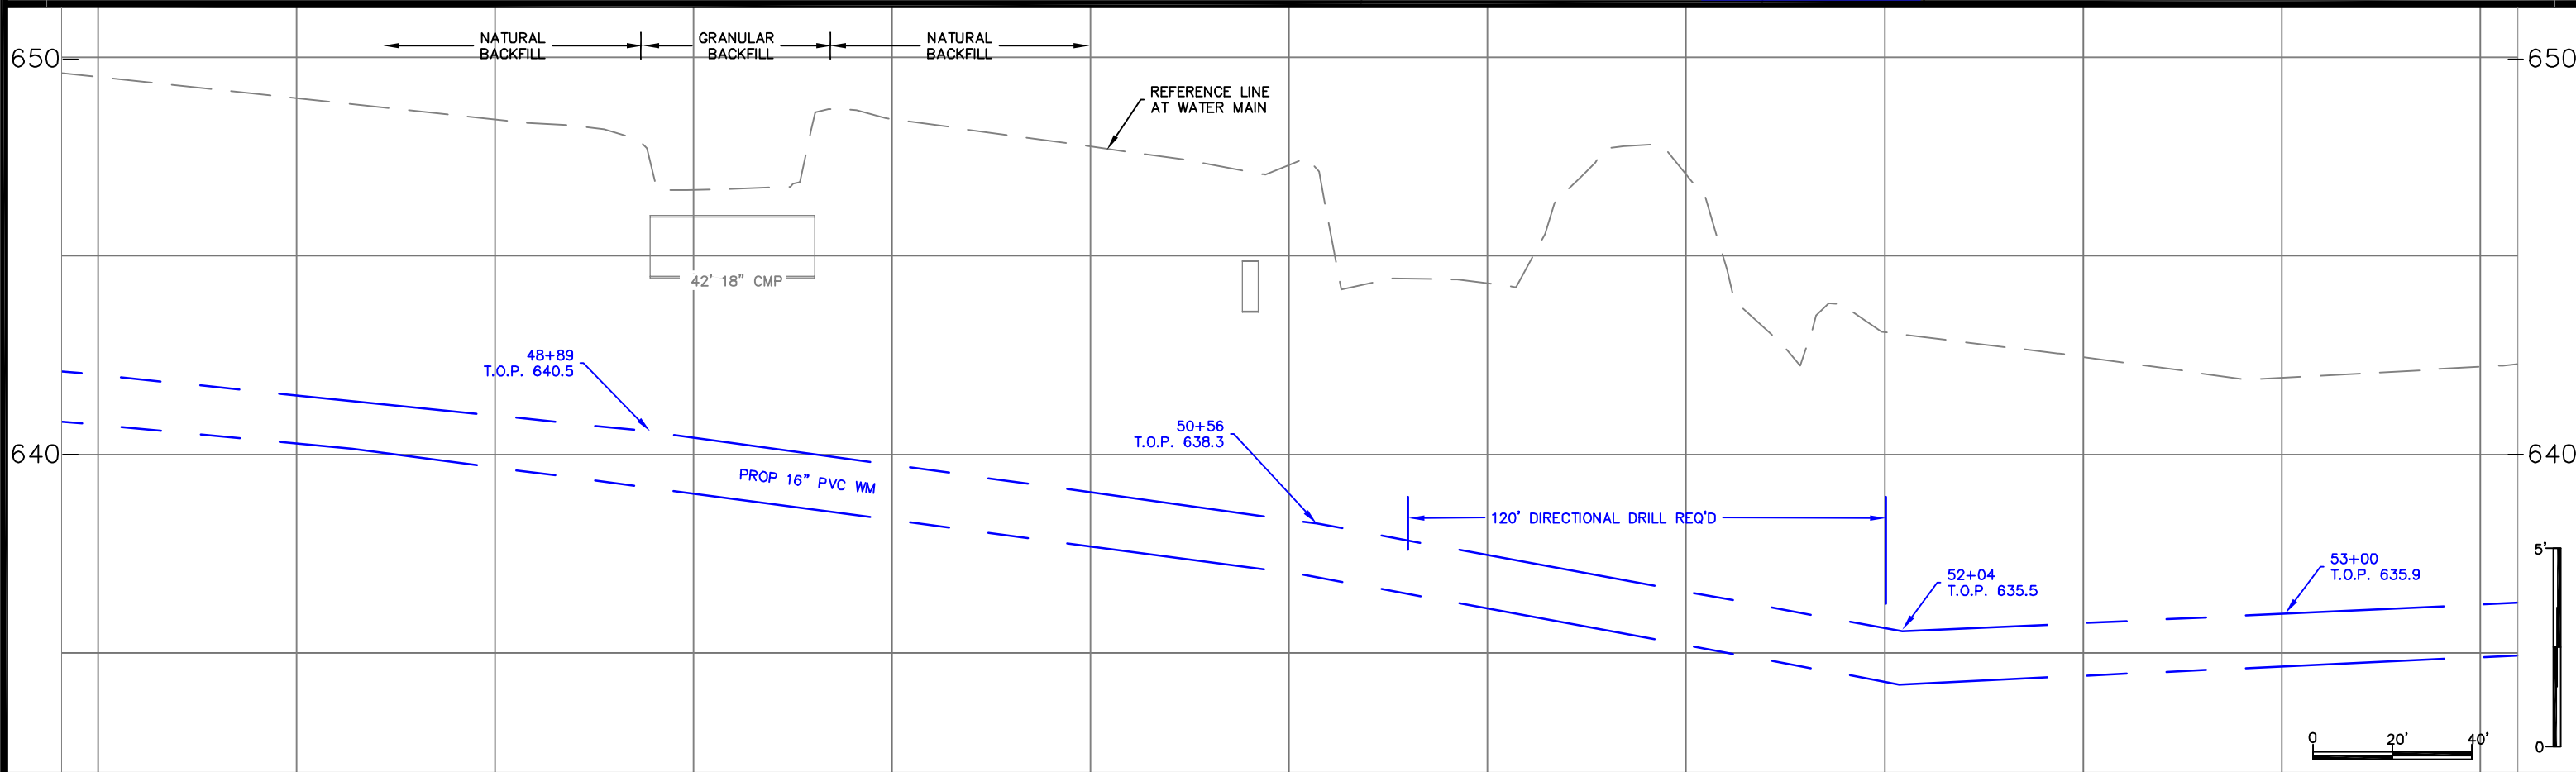 NATURAL
BACKFILL
GRANULAR
BACKFILL
NATURAL
BACKFILL
650
650
REFERENCE LINE
AT WATER MAIN
42' 18" CMP
48+89
T.O.P. 640.5
50+56
T.O.P. 638.3
640
640
PROP 16" PVC WM
120' DIRECTIONAL DRILL REQ'D
52+04
T.O.P. 635.5
53+00
T.O.P. 635.9
5'
0
0 20' 40'